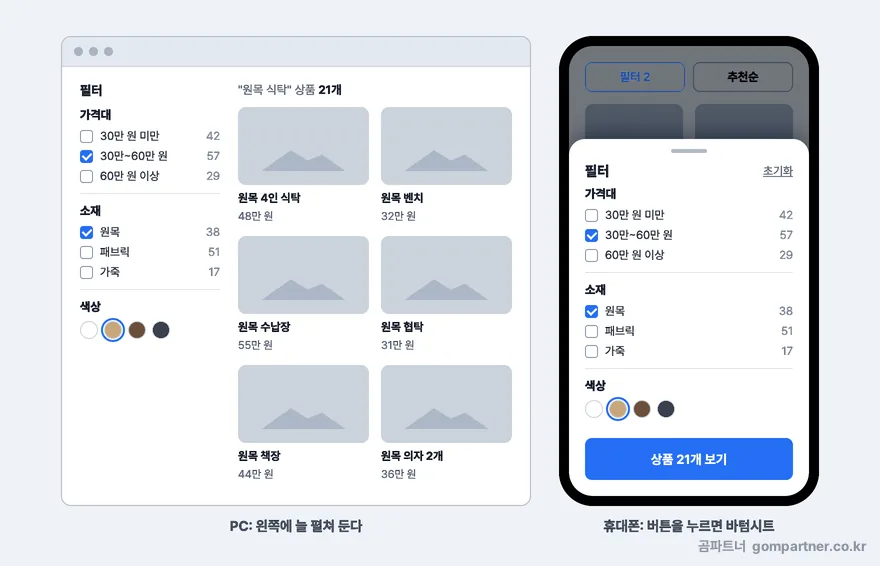 필터
가격대
30만 원 미만 42
30만~60만 원 57
60만 원 이상 29
소재
원목 38
패브릭 51
가죽 17
색상
"원목 식탁" 상품 21개
원목 4인 식탁
48만 원
원목 벤치
32만 원
원목 수납장
55만 원
원목 협탁
31만 원
원목 책장
44만 원
원목 의자 2개
36만 원
PC: 왼쪽에 늘 펼쳐 둔다
필터 2
추천순
필터 초기화
가격대
30만 원 미만 42
30만~60만 원 57
60만 원 이상 29
소재
원목 38
패브릭 51
가죽 17
색상
상품 21개 보기
휴대폰: 버튼을 누르면 바텀시트
곰파트너 gompartner.co.kr